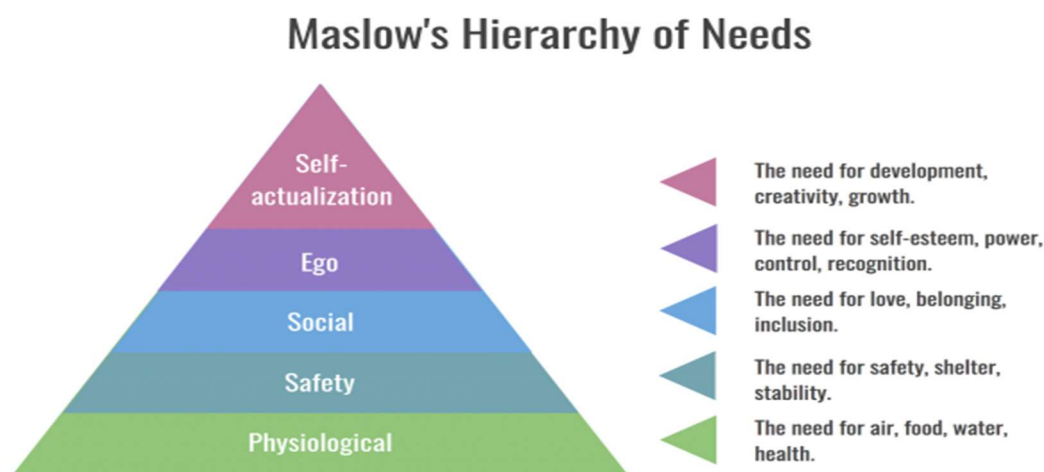 Maslow's Hierarchy of Needs
Self-
actualization
The need for development,
creativity, growth.
Ego
The need for self-esteem, power,
control, recognition.
Social
The need for love, belonging,
inclusion.
Safety
The need for safety, shelter,
stability.
Physiological
The need for air, food, water,
health.